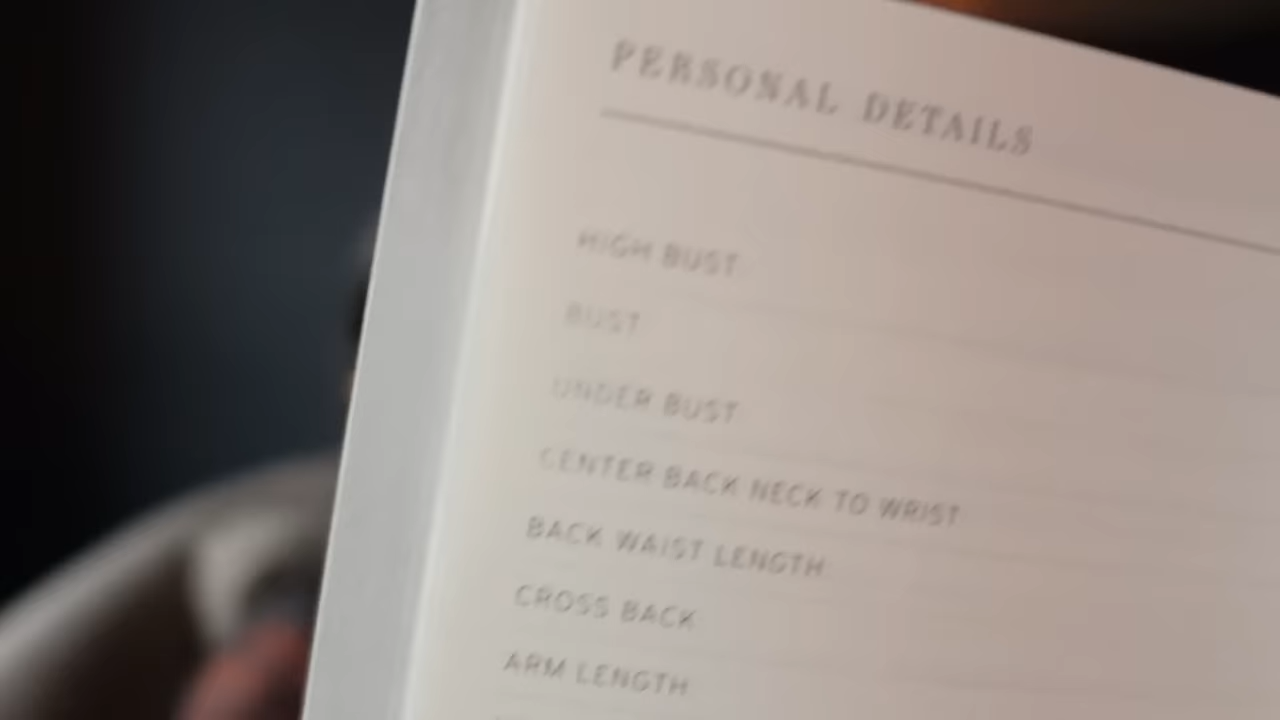 PERSONAL DETAILS
HIGH BUST
BUST
UNDER BUST
CENTER BACK NECK TO WRIST
BACK WAIST LENGTH
CROSS BACK
ARM LENGTH